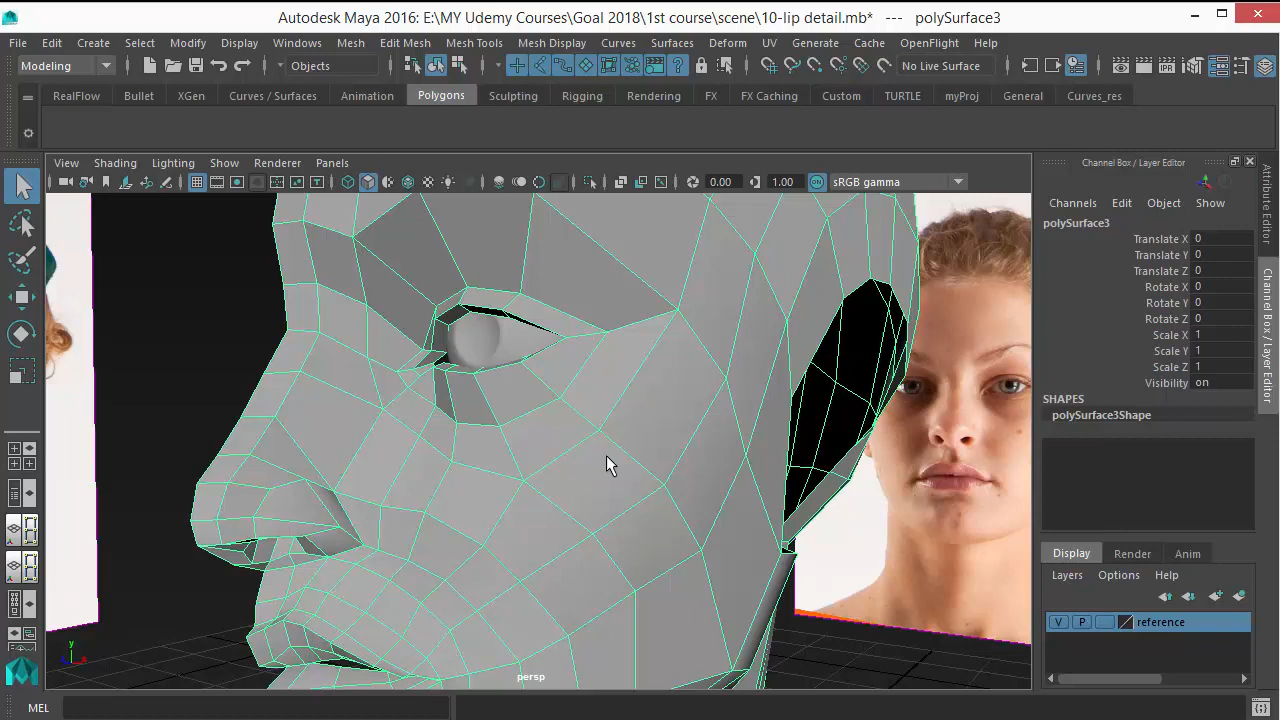 Autodesk Maya 2016: E:\MY Udemy Courses\Goal 2018\1st course\scene\10-lip detail.mb* --- polySurface3
File Edit Create Select Modify Display Windows Mesh Edit Mesh Mesh Tools Mesh Display Curves Surfaces Deform UV Generate Cache OpenFlight Help
Modeling Objects No Live Surface
RealFlow Bullet XGen Curves / Surfaces Animation Polygons Sculpting Rigging Rendering FX FX Caching Custom TURTLE myProj General Curves_res
View Shading Lighting Show Renderer Panels
0.00 1.00 sRGB gamma
Channel Box / Layer Editor
Channels Edit Object Show
polySurface3
Translate X 0
Translate Y 0
Translate Z 0
Rotate X 0
Rotate Y 0
Rotate Z 0
Scale X 1
Scale Y 1
Scale Z 1
Visibility on
SHAPES
polySurface3Shape
Display Render Anim
Layers Options Help
V P reference
Attribute Editor
Channel Box / Layer Editor
y
z x
persp
MEL